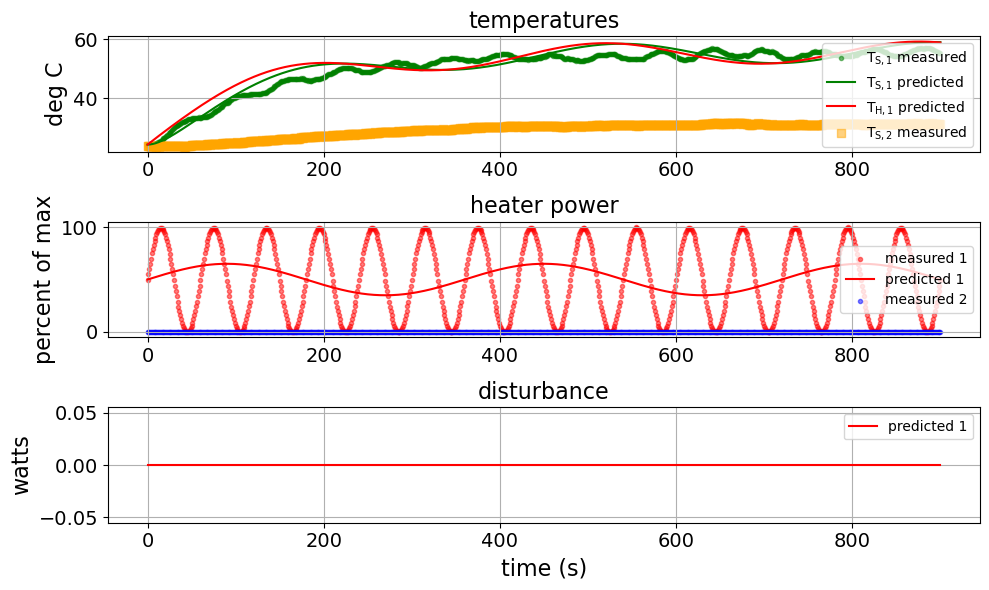 temperatures
60
40
deg C
T_S,1 measured
T_S,1 predicted
T_H,1 predicted
T_S,2 measured
0
200
400
600
800
heater power
100
0
percent of max
measured 1
predicted 1
measured 2
0
200
400
600
800
disturbance
0.05
0.00
−0.05
watts
predicted 1
0
200
400
600
800
time (s)